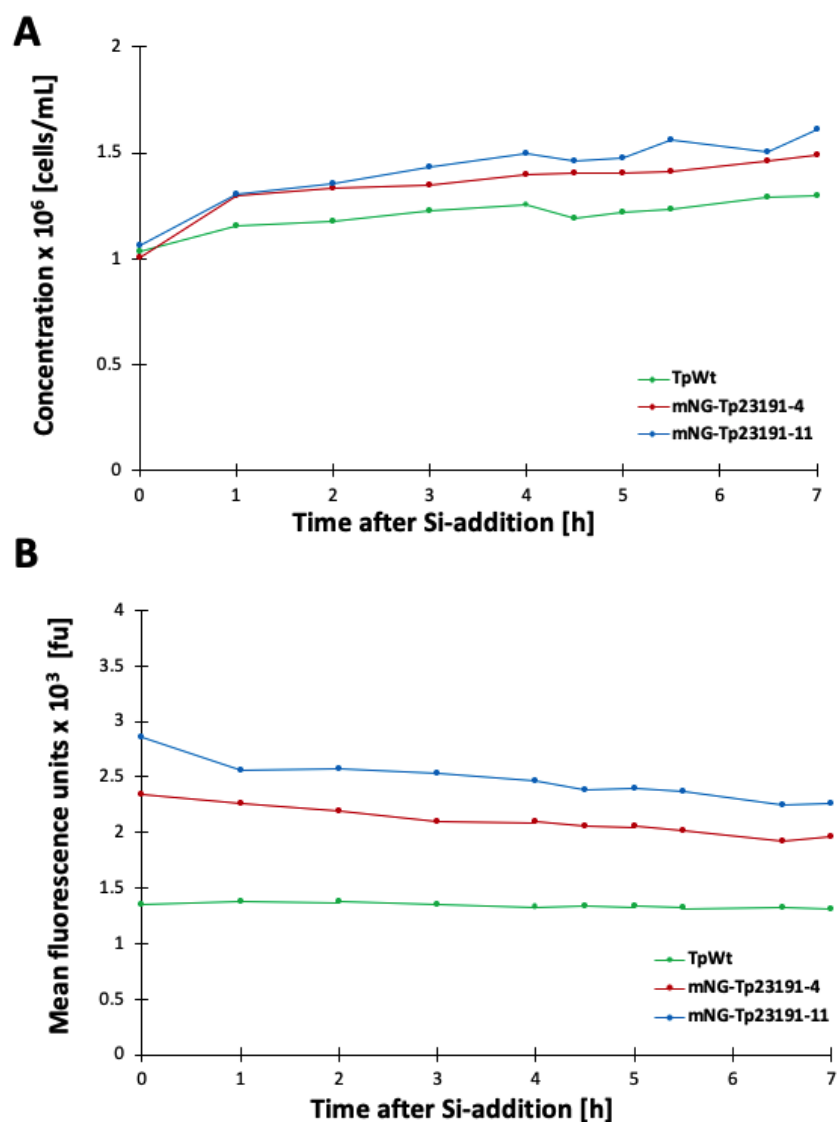 A
Concentration x 10⁶ [cells/mL]
2
1.5
1
0.5
0
TpWt
mNG-Tp23191-4
mNG-Tp23191-11
0 1 2 3 4 5 6 7
Time after Si-addition [h]
B
Mean fluorescence units x 10³ [fu]
4
3.5
3
2.5
2
1.5
1
0.5
0
TpWt
mNG-Tp23191-4
mNG-Tp23191-11
0 1 2 3 4 5 6 7
Time after Si-addition [h]